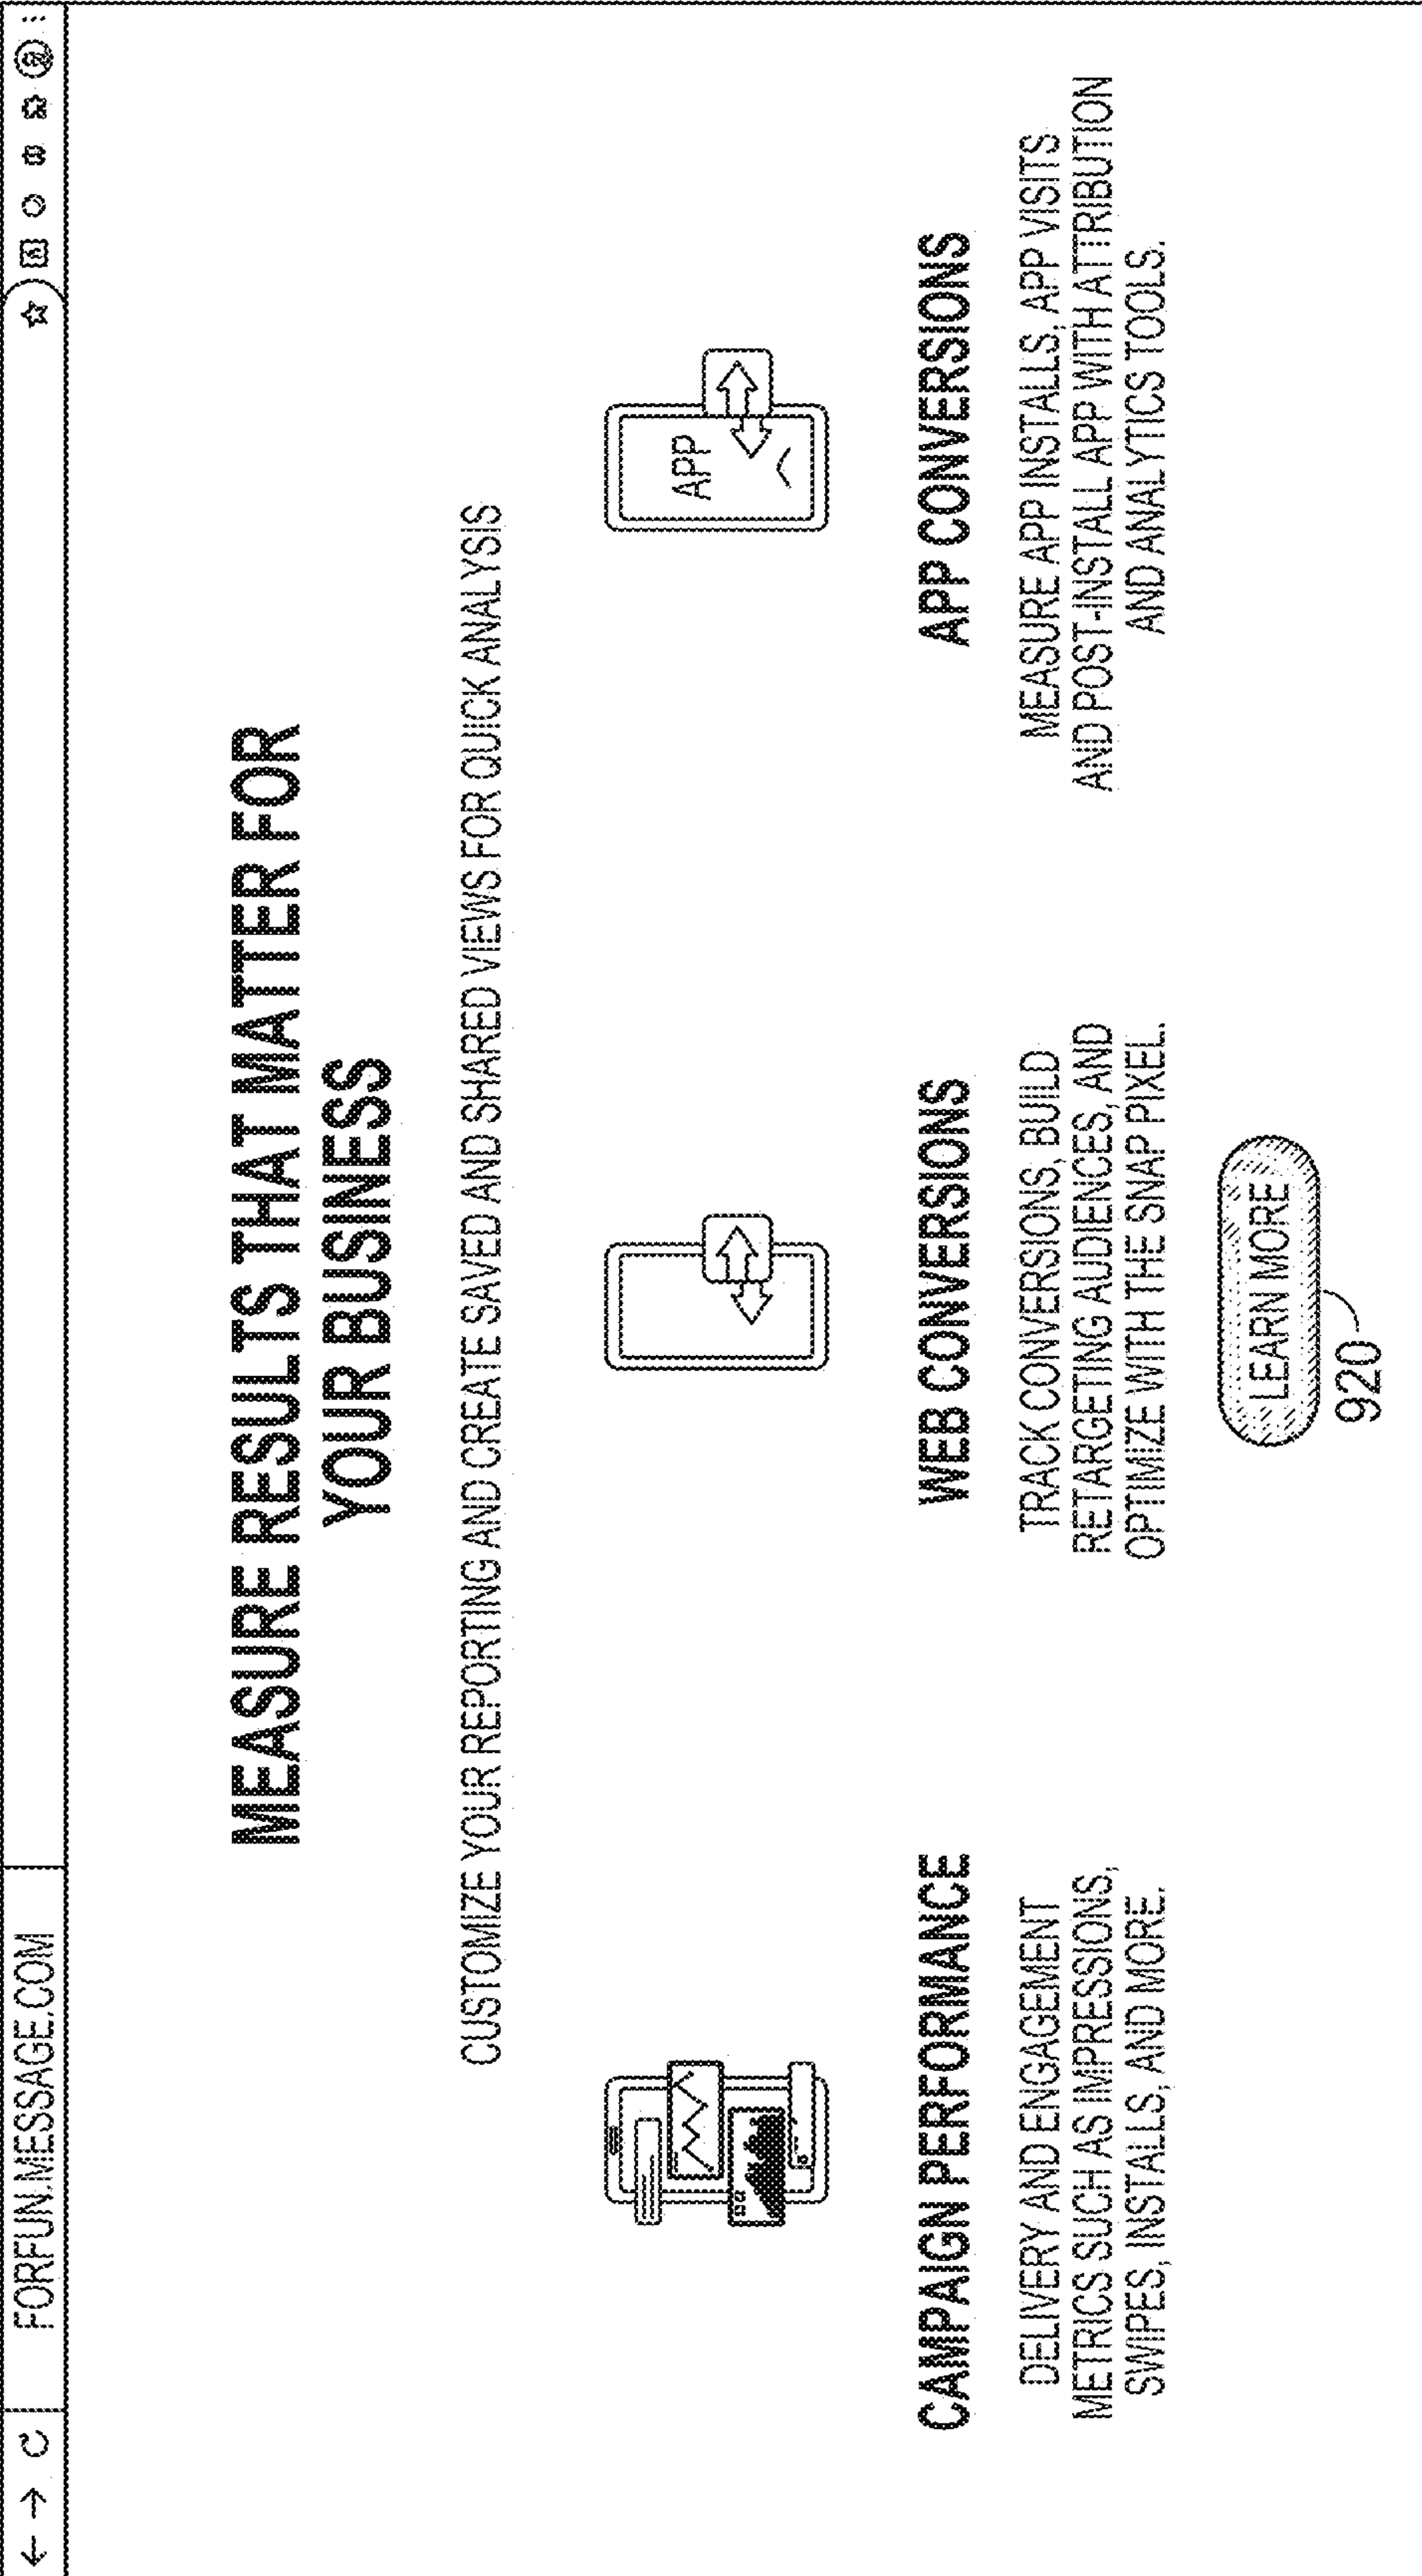 FORFUN.MESSAGE.COM
MEASURE RESULTS THAT MATTER FOR
YOUR BUSINESS
CUSTOMIZE YOUR REPORTING AND CREATE SAVED AND SHARED VIEWS FOR QUICK ANALYSIS
CAMPAIGN PERFORMANCE
DELIVERY AND ENGAGEMENT
METRICS SUCH AS IMPRESSIONS,
SWIPES, INSTALLS, AND MORE.
WEB CONVERSIONS
TRACK CONVERSIONS, BUILD
RETARGETING AUDIENCES, AND
OPTIMIZE WITH THE SNAP PIXEL.
LEARN MORE
920
APP
APP CONVERSIONS
MEASURE APP INSTALLS, APP VISITS
AND POST-INSTALL APP WITH ATTRIBUTION
AND ANALYTICS TOOLS.